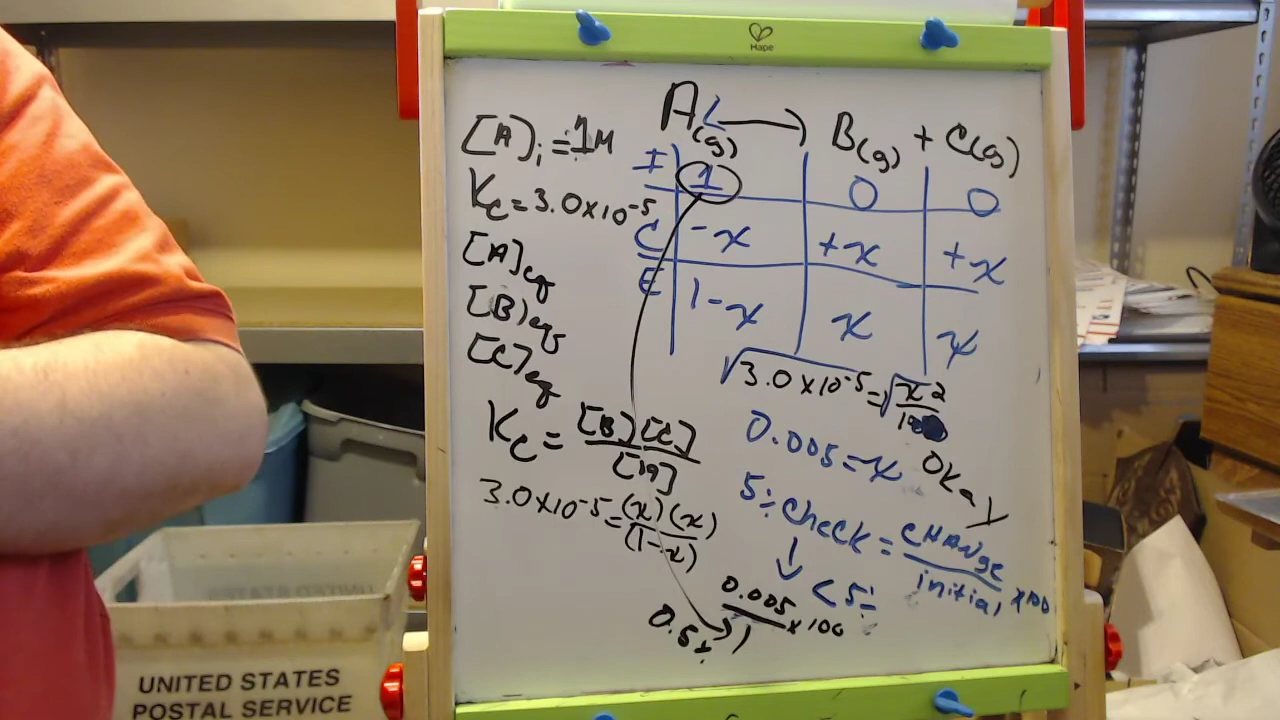 Hape
A(g) ⟷ B(g) + C(g)
[A]i = 1M
Kc = 3.0 x 10-5
[A]eq
[B]eq
[C]eq
I 1 0 0
C -x +x +x
E 1-x x x
Kc = [B][C]
[A]
3.0 x 10-5 = (x)(x)
(1-x)
√3.0 x 10-5 = √x2
1
0.005 = x
Okay
5% Check = change
initial x100
↓
< 5%
0.005
1 x 100
0.5%
UNITED STATES
POSTAL SERVICE